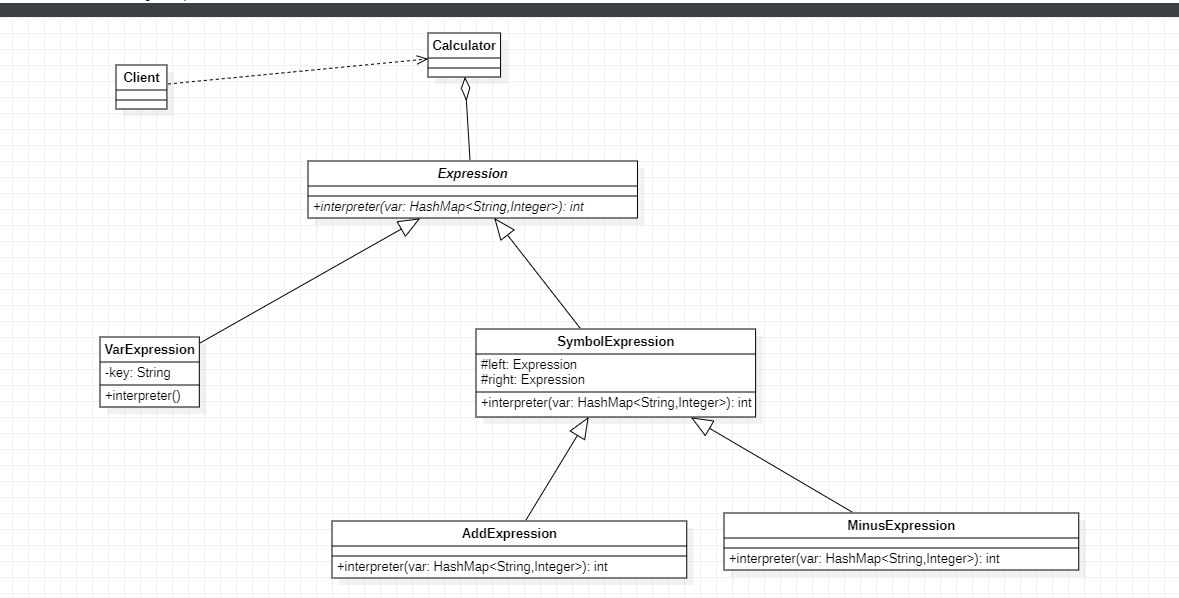 Calculator
Client
Expression
+interpreter(var: HashMap<String,Integer>): int
VarExpression
-key: String
+interpreter()
SymbolExpression
#left: Expression
#right: Expression
+interpreter(var: HashMap<String,Integer>): int
AddExpression
+interpreter(var: HashMap<String,Integer>): int
MinusExpression
+interpreter(var: HashMap<String,Integer>): int